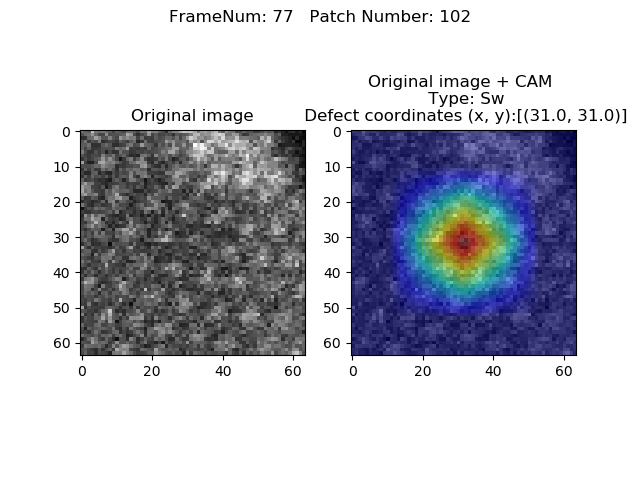 FrameNum: 77   Patch Number: 102
Original image
Original image + CAM
Type: Sw
Defect coordinates (x, y):[(31.0, 31.0)]
0
10
20
30
40
50
60
0 20 40 60
0
10
20
30
40
50
60
0 20 40 60